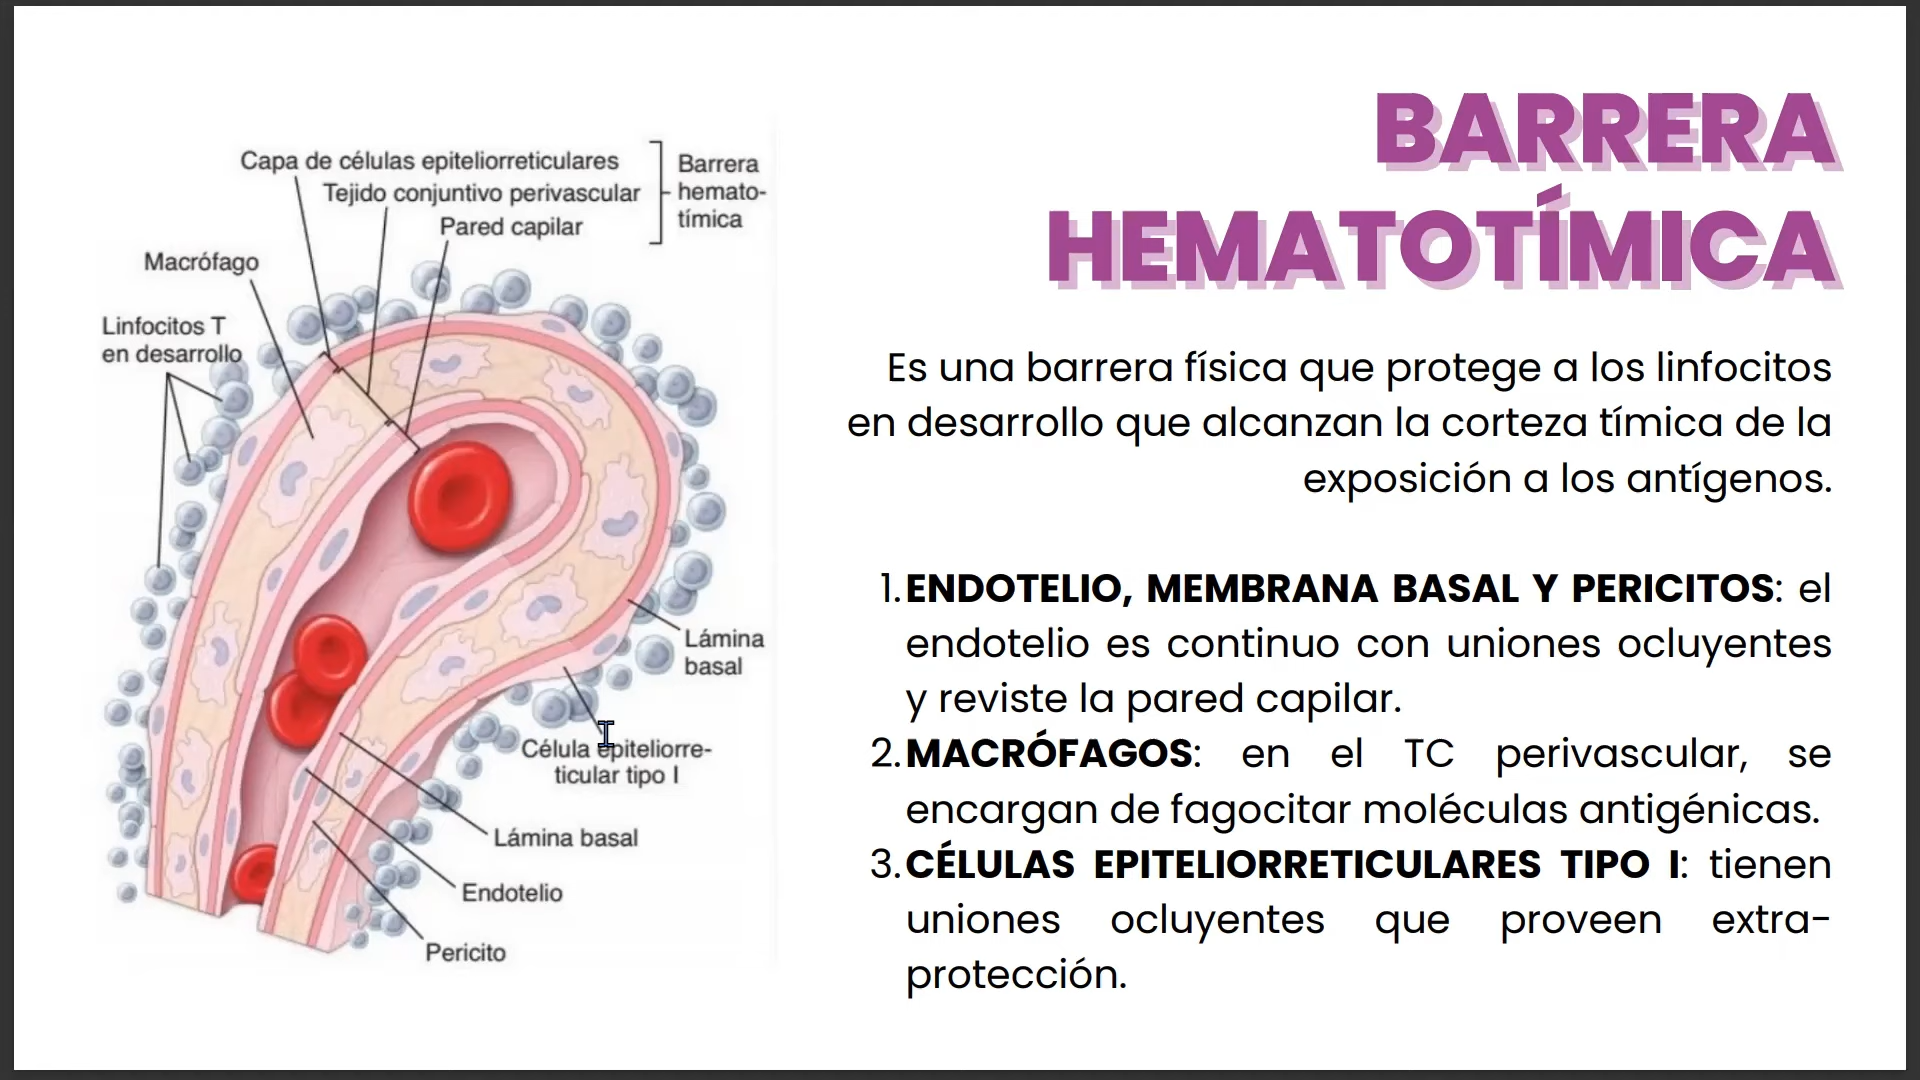 Capa de células epiteliorreticulares
Tejido conjuntivo perivascular
Pared capilar
Barrera
hemato-
tímica
Macrófago
Linfocitos T
en desarrollo
Lámina
basal
Célula epiteliorre-
ticular tipo I
Lámina basal
Endotelio
Pericito
BARRERA
HEMATOTÍMICA
Es una barrera física que protege a los linfocitos
en desarrollo que alcanzan la corteza tímica de la
exposición a los antígenos.
1. ENDOTELIO, MEMBRANA BASAL Y PERICITOS: el
endotelio es continuo con uniones ocluyentes
y reviste la pared capilar.
2. MACRÓFAGOS: en el TC perivascular, se
encargan de fagocitar moléculas antigénicas.
3. CÉLULAS EPITELIORRETICULARES TIPO I: tienen
uniones ocluyentes que proveen extra-
protección.